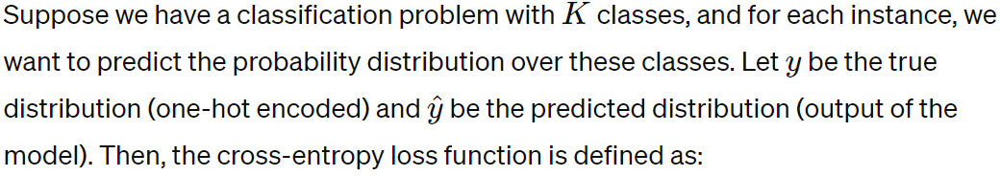 Suppose we have a classification problem with K classes, and for each instance, we
want to predict the probability distribution over these classes. Let y be the true
distribution (one-hot encoded) and ŷ be the predicted distribution (output of the
model). Then, the cross-entropy loss function is defined as: